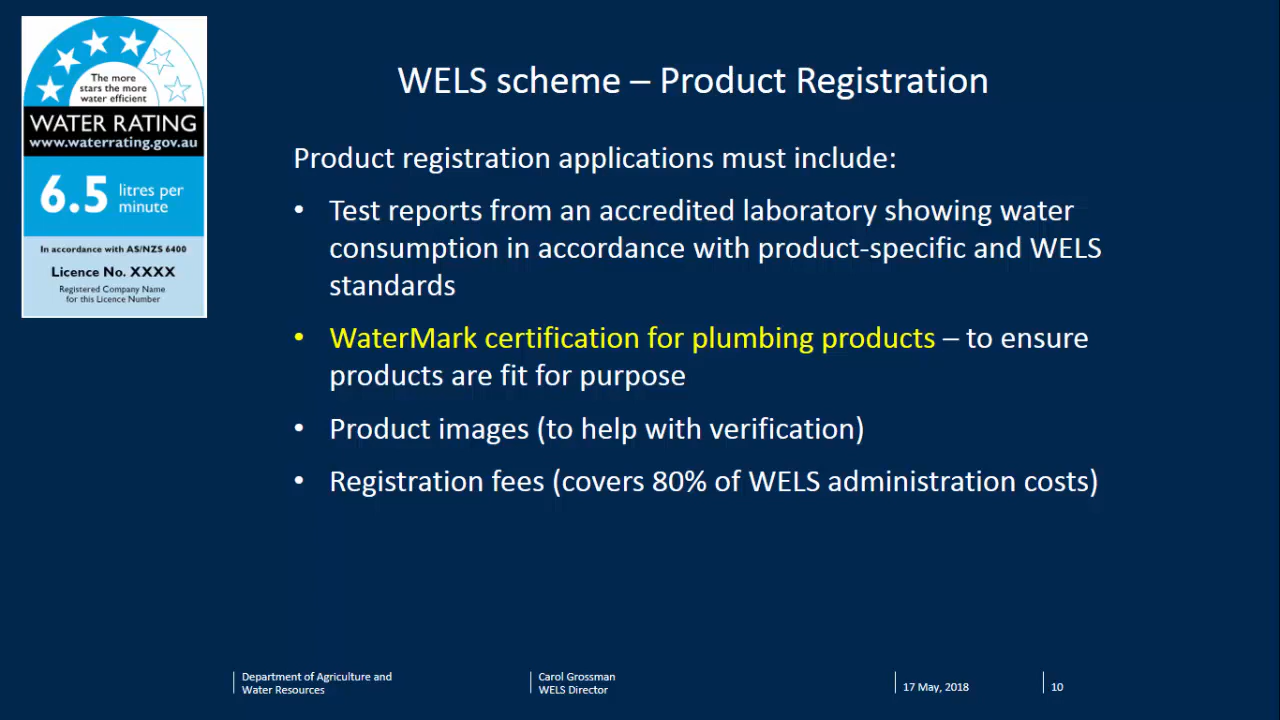 The more
stars the more
water efficient
WATER RATING
www.waterrating.gov.au
6.5 litres per
minute
In accordance with AS/NZS 6400
Licence No. XXXX
Registered Company Name
for this Licence Number
WELS scheme – Product Registration
Product registration applications must include:
• Test reports from an accredited laboratory showing water
consumption in accordance with product-specific and WELS
standards
• WaterMark certification for plumbing products – to ensure
products are fit for purpose
• Product images (to help with verification)
• Registration fees (covers 80% of WELS administration costs)
Department of Agriculture and
Water Resources
Carol Grossman
WELS Director
17 May, 2018
10